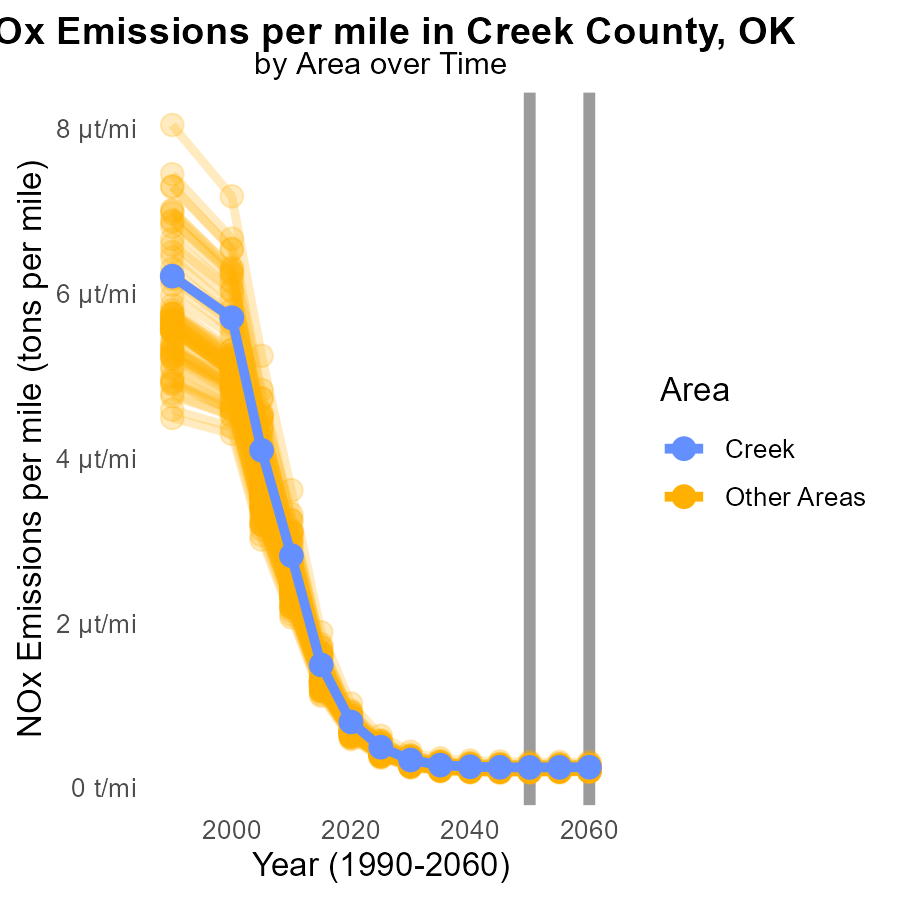 Ox Emissions per mile in Creek County, OK
by Area over Time
NOx Emissions per mile (tons per mile)
8 µt/mi
6 µt/mi
4 µt/mi
2 µt/mi
0 t/mi
2000 2020 2040 2060
Year (1990-2060)
Area
Creek
Other Areas